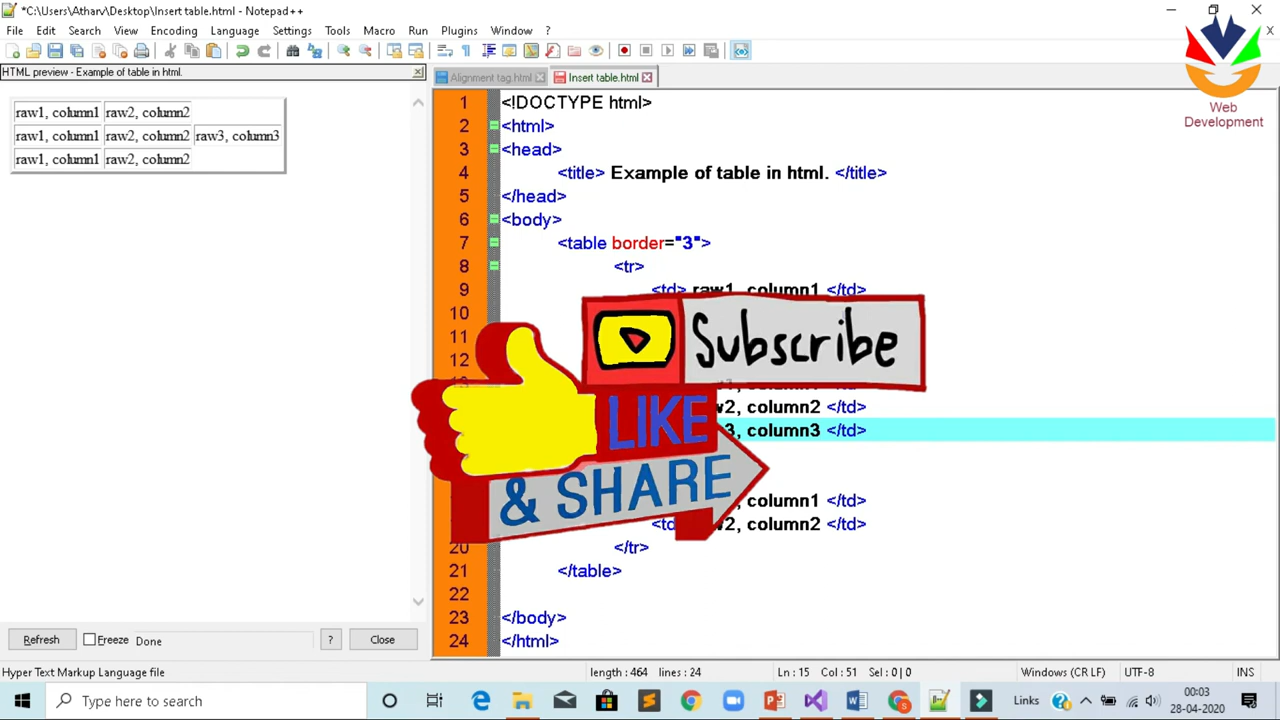 *C:\Users\Atharv\Desktop\Insert table.html - Notepad++
File Edit Search View Encoding Language Settings Tools Macro Run Plugins Window ?
X
HTML preview - Example of table in html.
Alignment tag.html
Insert table.html
Web
Development
raw1, column1 raw2, column2
raw1, column1 raw2, column2 raw3, column3
raw1, column1 raw2, column2
1 <!DOCTYPE html>
2 <html>
3 <head>
4 <title> Example of table in html. </title>
5 </head>
6 <body>
7 <table border="3">
8 <tr>
9 <td> raw1, column1 </td>
10
11
12
Subscribe
w2, column2 </td>
3, column3 </td>
LIKE
& SHARE
, column1 </td>
w2, column2 </td>
20 </tr>
21 </table>
22
23 </body>
24 </html>
Refresh Freeze Done ? Close
Hyper Text Markup Language file length : 464 lines : 24 Ln : 15 Col : 51 Sel : 0 | 0 Windows (CR LF) UTF-8 INS
Type here to search
Links
00:03
28-04-2020